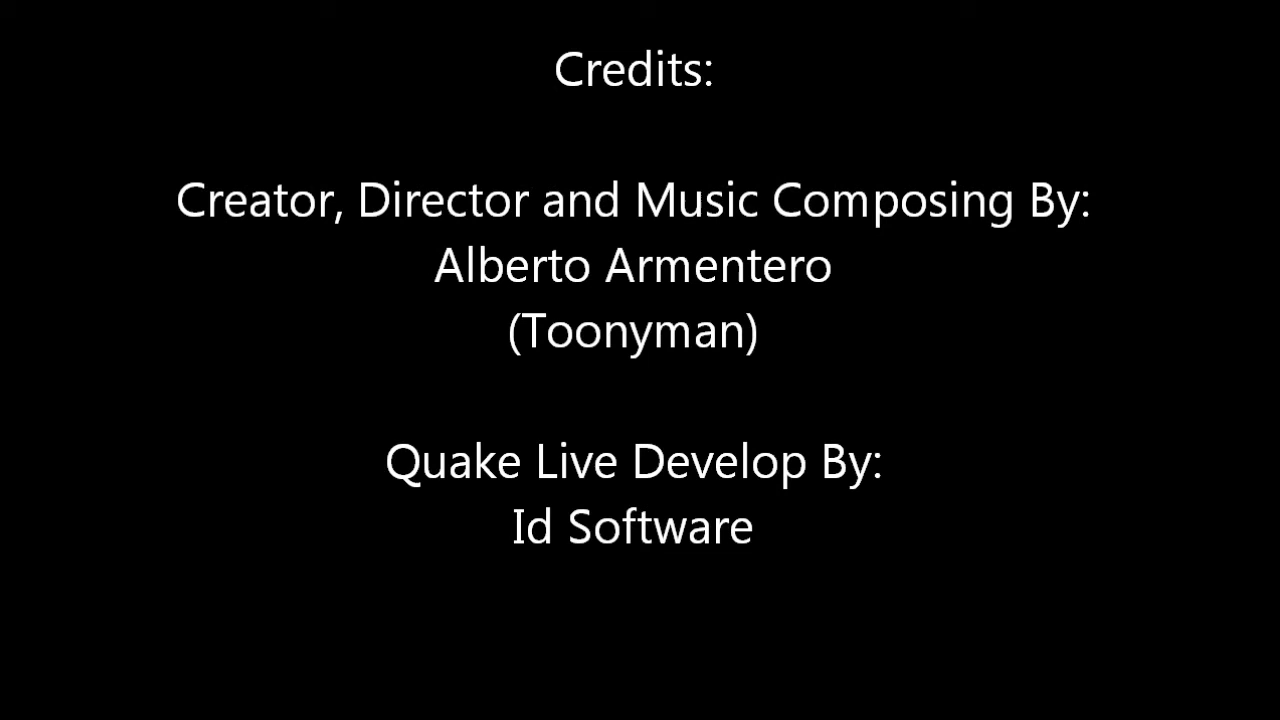 Credits:
Creator, Director and Music Composing By:
Alberto Armentero
(Toonyman)
Quake Live Develop By:
Id Software